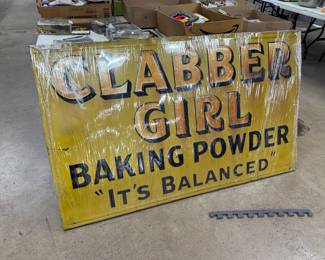 CLABBER
GIRL
BAKING POWDER
"IT'S BALANCED"